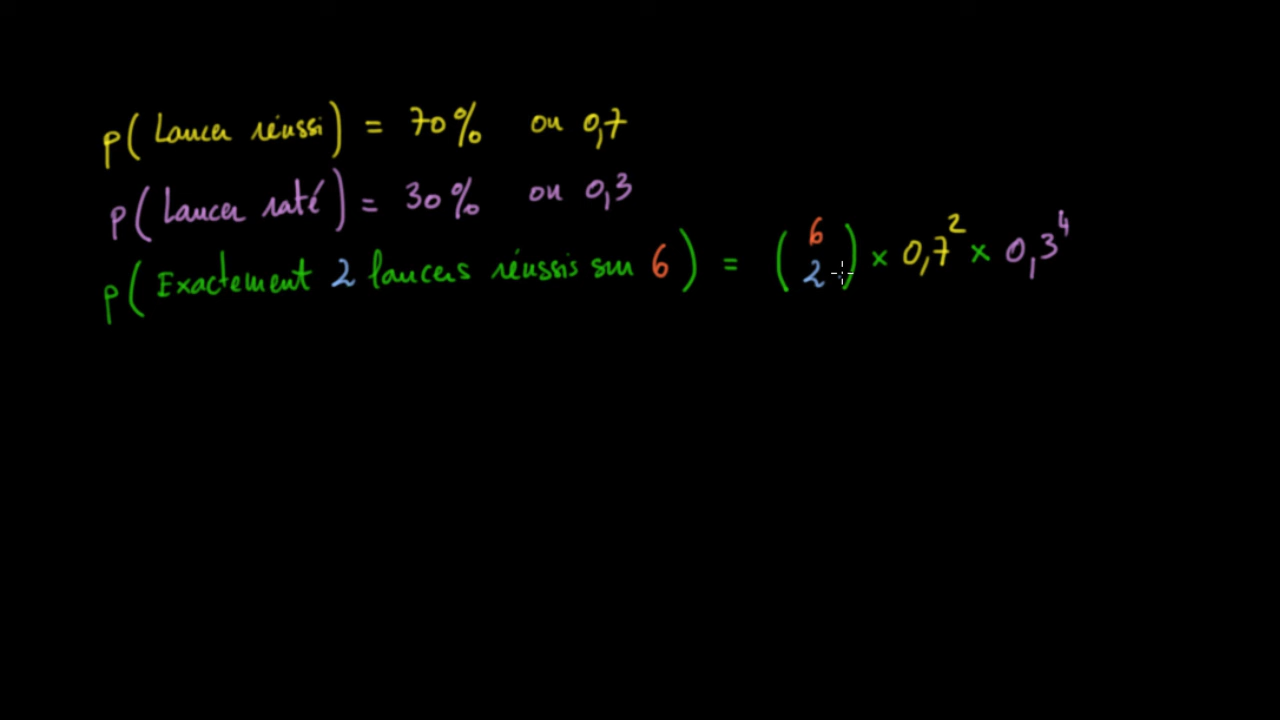 p(Lancer réussi) = 70% ou 0,7
p(Lancer raté) = 30% ou 0,3
p(Exactement 2 lancers réussis sur 6) = (6 2) × 0,7² × 0,3⁴